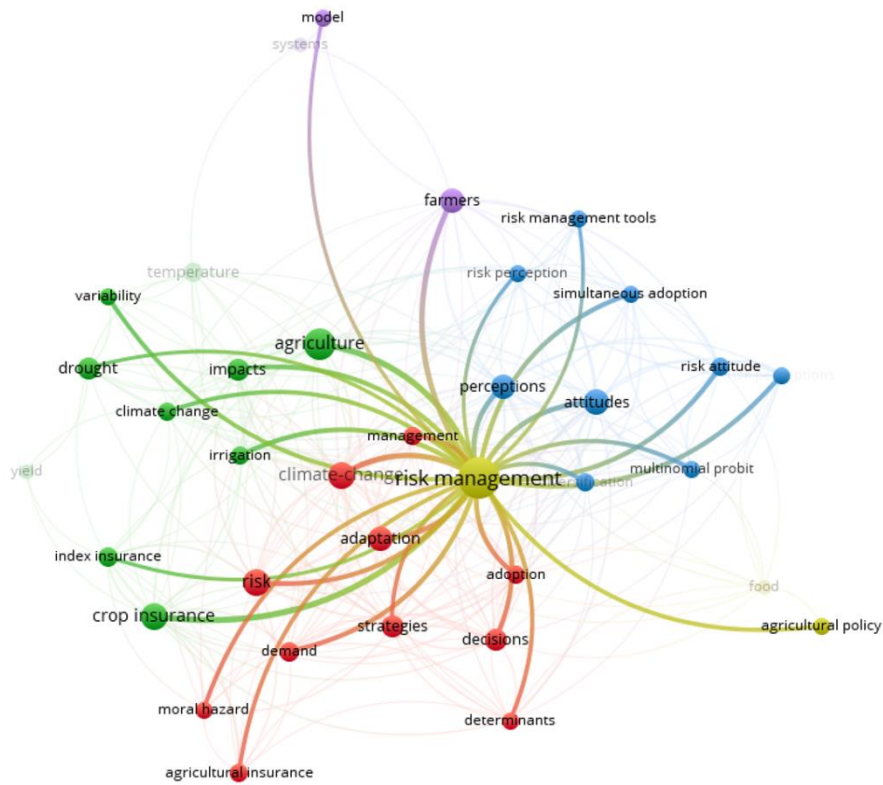 model
systems
farmers
risk management tools
temperature
risk perception
variability
simultaneous adoption
agriculture
drought
impacts
risk attitude
perceptions
attitudes
climate change
management
irrigation
yield
climate-change
risk management
multinomial probit
adaptation
index insurance
adoption
risk
food
crop insurance
strategies
agricultural policy
decisions
demand
moral hazard
determinants
agricultural insurance